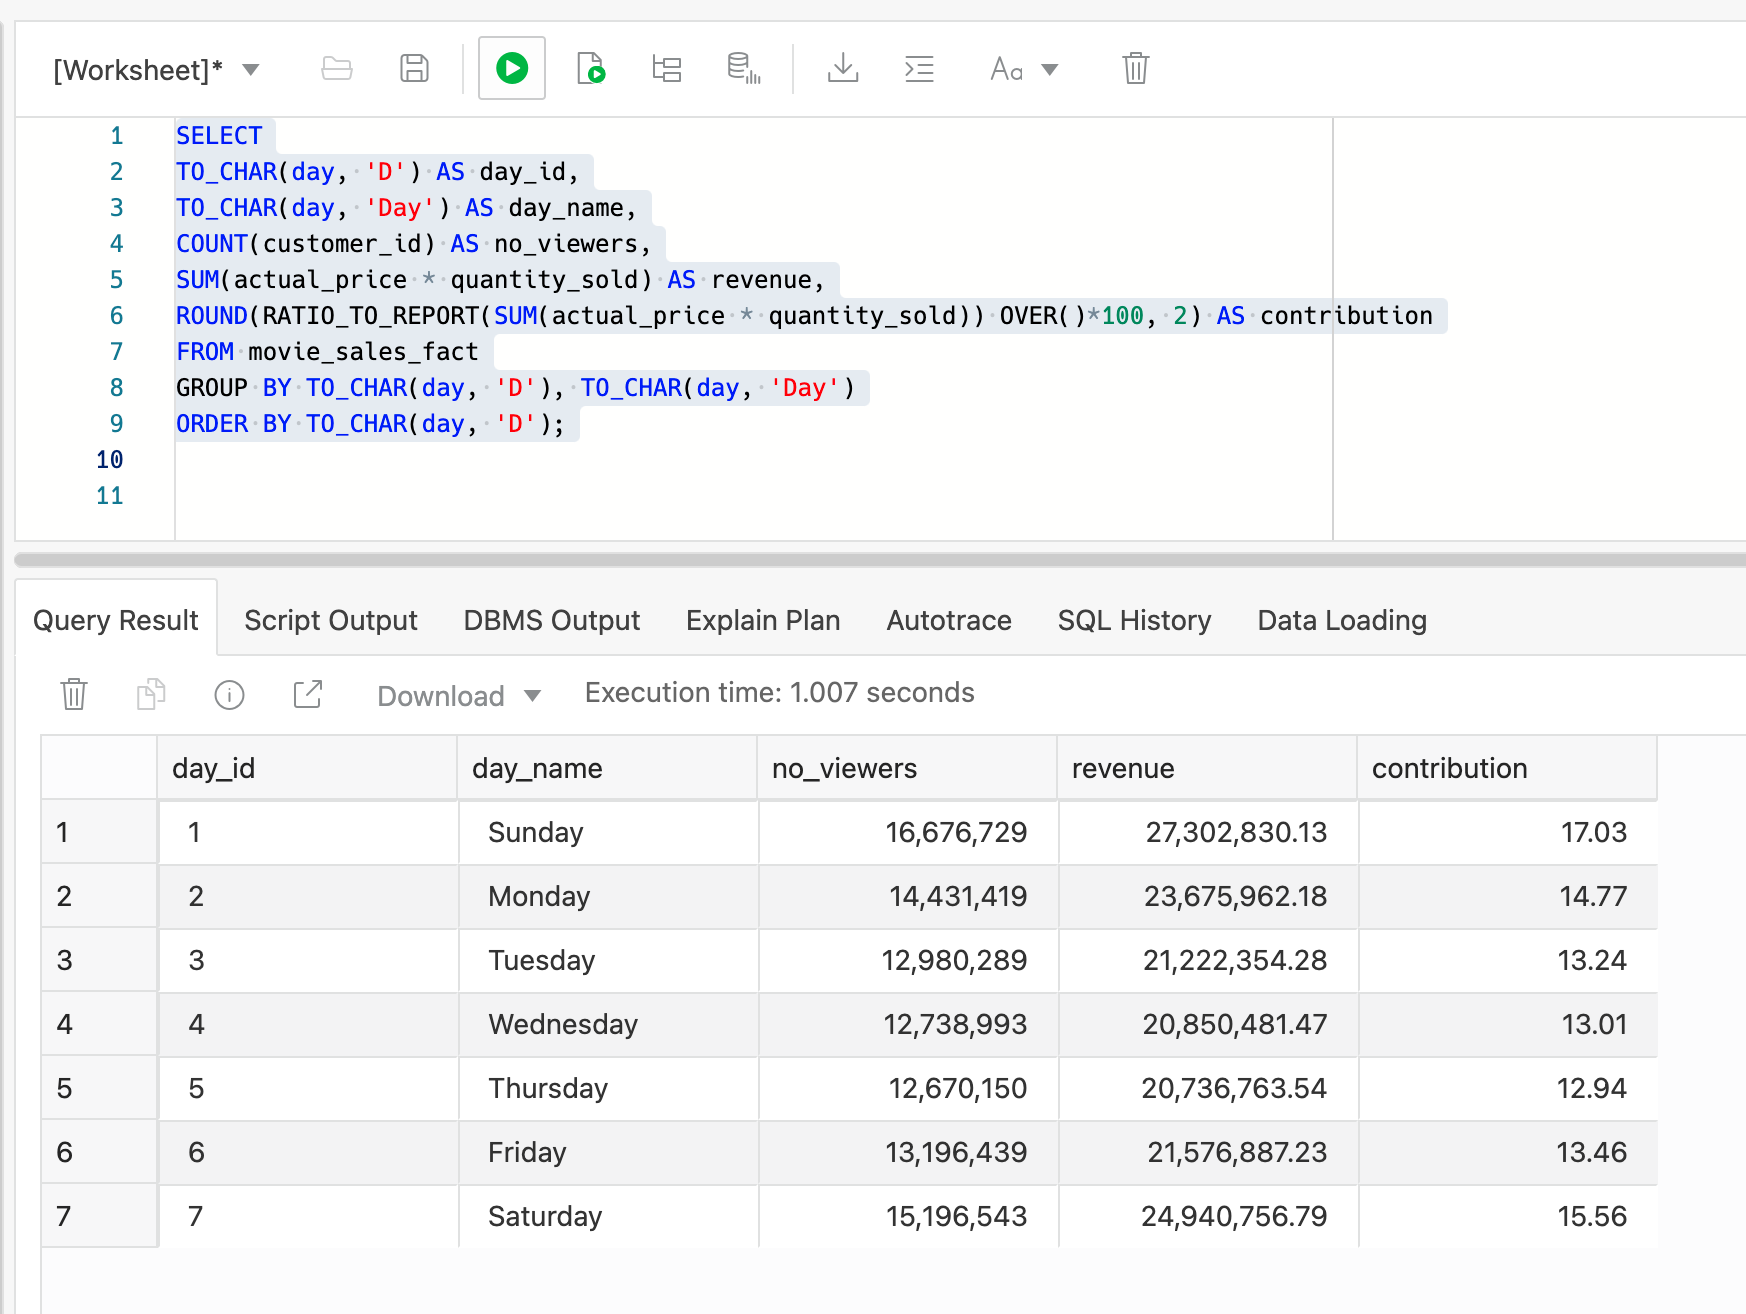 [Worksheet]*
Aa
1 SELECT
2 TO_CHAR(day, 'D') AS day_id,
3 TO_CHAR(day, 'Day') AS day_name,
4 COUNT(customer_id) AS no_viewers,
5 SUM(actual_price * quantity_sold) AS revenue,
6 ROUND(RATIO_TO_REPORT(SUM(actual_price * quantity_sold)) OVER()*100, 2) AS contribution
7 FROM movie_sales_fact
8 GROUP BY TO_CHAR(day, 'D'), TO_CHAR(day, 'Day')
9 ORDER BY TO_CHAR(day, 'D');
10
11
Query Result Script Output DBMS Output Explain Plan Autotrace SQL History Data Loading
Download Execution time: 1.007 seconds
day_id day_name no_viewers revenue contribution
1 1 Sunday 16,676,729 27,302,830.13 17.03
2 2 Monday 14,431,419 23,675,962.18 14.77
3 3 Tuesday 12,980,289 21,222,354.28 13.24
4 4 Wednesday 12,738,993 20,850,481.47 13.01
5 5 Thursday 12,670,150 20,736,763.54 12.94
6 6 Friday 13,196,439 21,576,887.23 13.46
7 7 Saturday 15,196,543 24,940,756.79 15.56